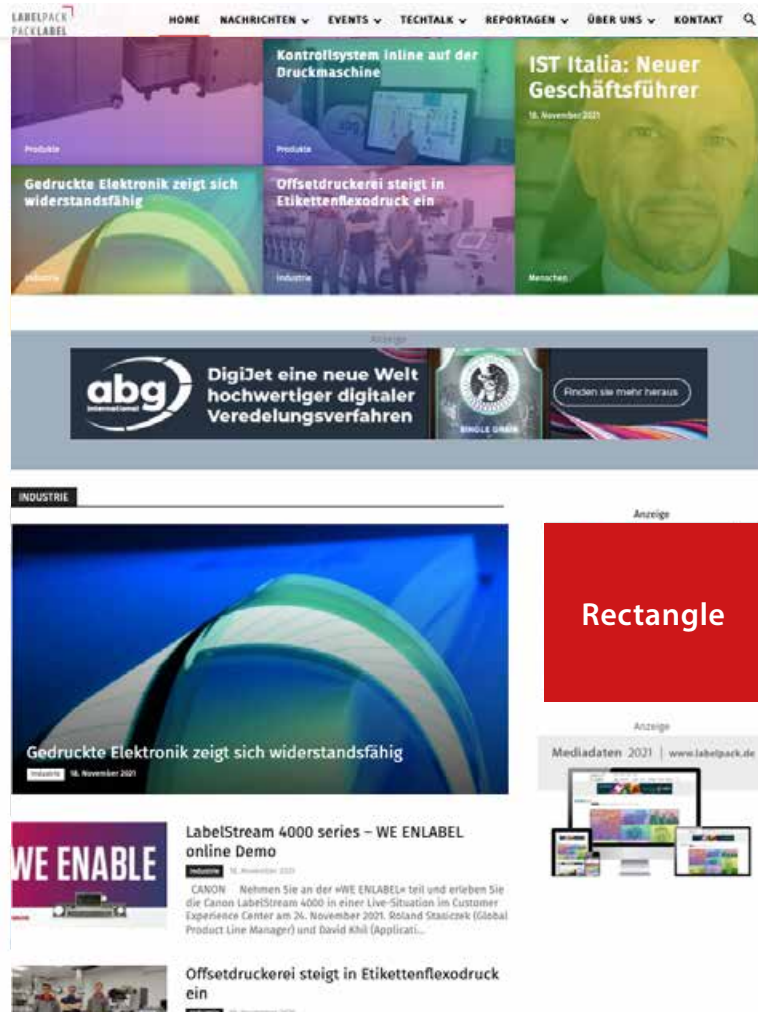 LABELPACK
PACKLABEL
HOME NACHRICHTEN EVENTS TECHTALK REPORTAGEN ÜBER UNS KONTAKT
Kontrollsystem inline auf der
Druckmaschine
Produkte
Produkte
IST Italia: Neuer
Geschäftsführer
18. November 2021
Gedruckte Elektronik zeigt sich
widerstandsfähig
Industrie
Offsetdruckerei steigt in
Etikettenflexodruck ein
Industrie
Menschen
Anzeige
abg
international
DigiJet eine neue Welt
hochwertiger digitaler
Veredelungsverfahren
SINGLE GRAIN
Finden sie mehr heraus
INDUSTRIE
Gedruckte Elektronik zeigt sich widerstandsfähig
Industrie 18. November 2021
Anzeige
Rectangle
Anzeige
Mediadaten 2021 | www.labelpack.de
WE ENABLE
LabelStream 4000 series – WE ENLABEL
online Demo
Industrie 18. November 2021
CANON Nehmen Sie an der »WE ENLABEL« teil und erleben Sie
die Canon LabelStream 4000 in einer Live-Situation im Customer
Experience Center am 24. November 2021. Roland Stasiczek (Global
Product Line Manager) und David Khil (Applicati...
Offsetdruckerei steigt in Etikettenflexodruck
ein